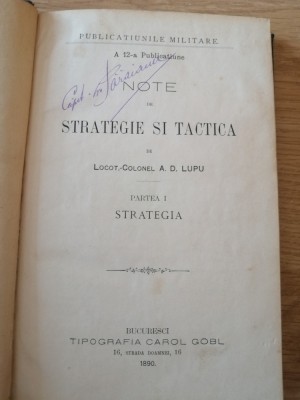 PUBLICATIUNILE MILITARE.
A 12-a Publicatiune
NOTE
DE
STRATEGIE SI TACTICA
DE
LOCOT.-COLONEL A. D. LUPU
PARTEA I
STRATEGIA
BUCURESCI
TIPOGRAFIA CAROL GÖBL
16, STRADA DOAMNEI, 16
1890.